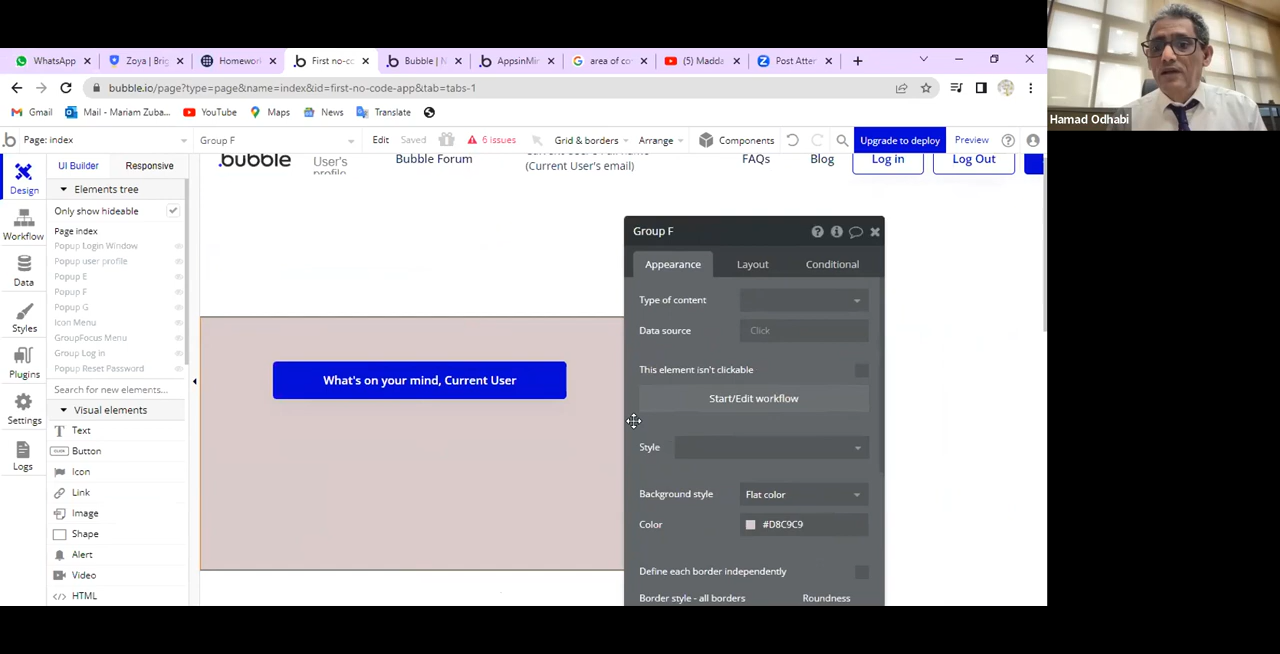 WhatsApp
Zoya | Brig
Homework
First no-co
Bubble | N
AppsinMir
area of co
(5) Madda
Post Atter
bubble.io/page?type=page&name=index&id=first-no-code-app&tab=tabs-1
Gmail
Mail - Mariam Zuba...
YouTube
Maps
News
Translate
Page: index
Group F
Edit
Saved
6 issues
Grid & borders
Arrange
Components
Upgrade to deploy
Preview
UI Builder
Responsive
Design
Workflow
Data
Styles
Plugins
Settings
Logs
Elements tree
Only show hideable
Page index
Popup Login Window
Popup user profile
Popup E
Popup F
Popup G
Icon Menu
GroupFocus Menu
Group Log in
Popup Reset Password
Search for new elements...
Visual elements
Text
Button
Icon
Link
Image
Shape
Alert
Video
HTML
.bubble
User's
profile
Bubble Forum
(Current User's email)
FAQs
Blog
Log in
Log Out
What's on your mind, Current User
Group F
Appearance
Layout
Conditional
Type of content
Data source
Click
This element isn't clickable
Start/Edit workflow
Style
Background style
Flat color
Color
#D8C9C9
Define each border independently
Border style - all borders
Roundness
Hamad Odhabi